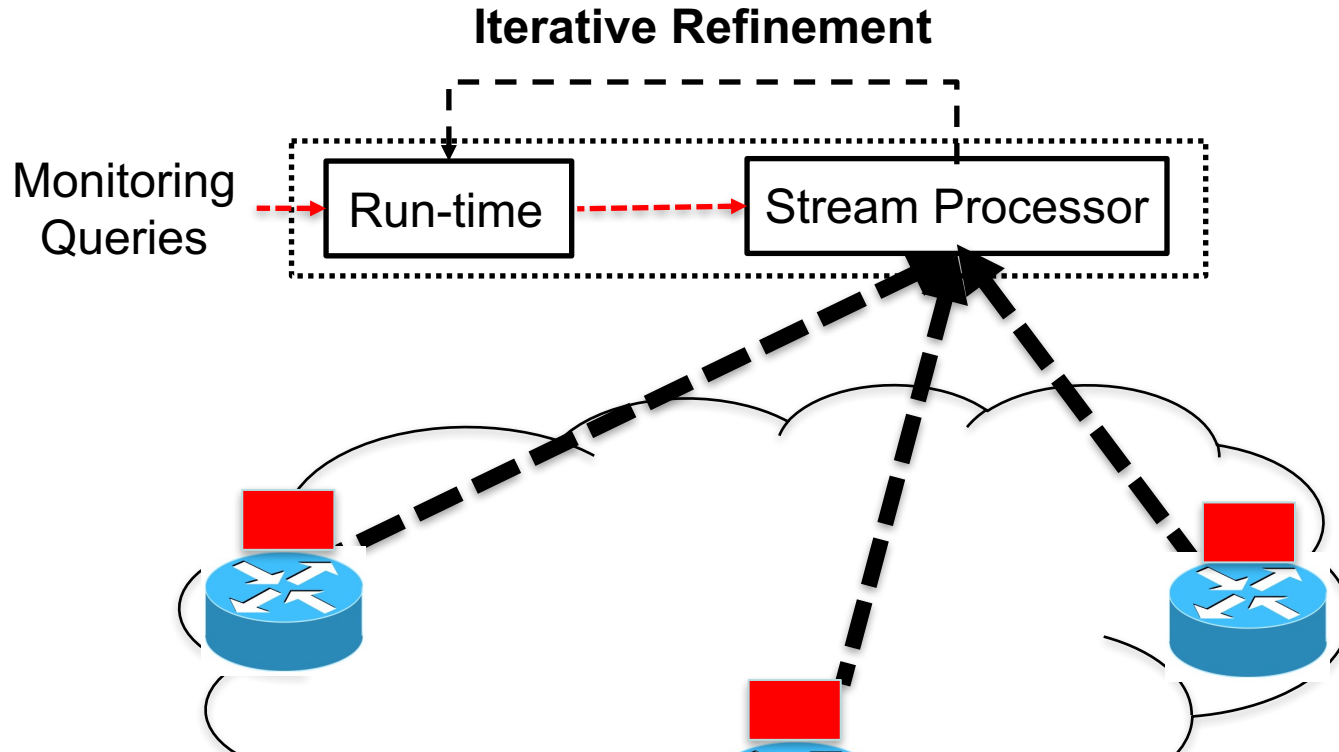 Iterative Refinement
Monitoring
Queries
Run-time
Stream Processor